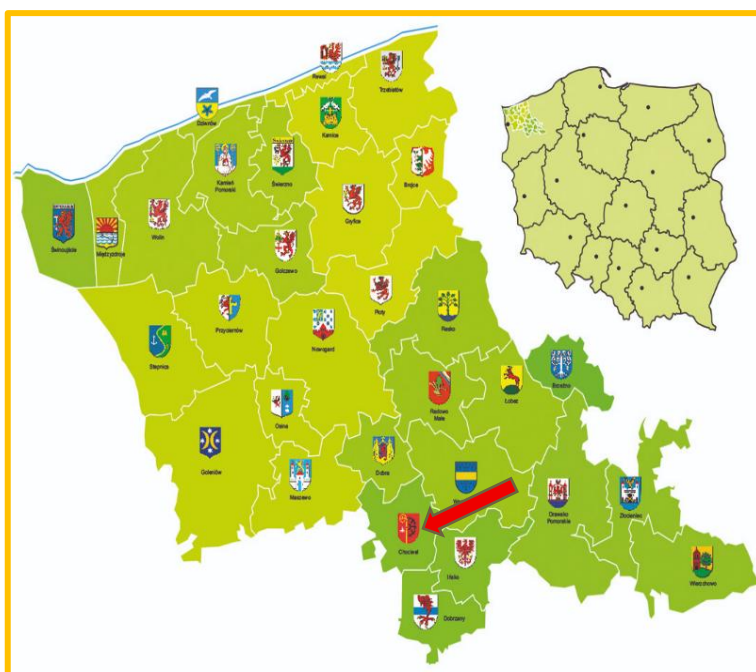 Rewal
Trzebiatów
Dziwnów
Karnice
Kamień
Pomorski
Świerzno
Brojce
Gryfice
Świnoujście
Międzyzdroje
Wolin
Golczewo
Płoty
Resko
Przybiernów
Nowogard
Stepnica
Radowo
Małe
Łobez
Brzeżno
Osina
Goleniów
Maszewo
Dobra
W
Drawsko
Pomorskie
Złocieniec
Chociwel
Ińsko
Wierzchowo
Dobrzany